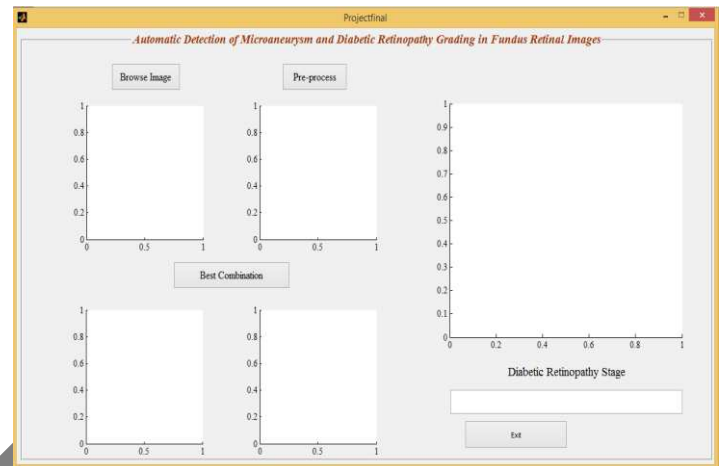 Projectfinal
Automatic Detection of Microaneurysm and Diabetic Retinopathy Grading in Fundus Retinal Images
Browse Image
Pre-process
1
0.8
0.6
0.4
0.2
0
0 0.5 1
1
0.8
0.6
0.4
0.2
0
0 0.5 1
Best Combination
1
0.8
0.6
0.4
0.2
0
0 0.5 1
1
0.8
0.6
0.4
0.2
0
0 0.5 1
1
0.9
0.8
0.7
0.6
0.5
0.4
0.3
0.2
0.1
0
0 0.2 0.4 0.6 0.8 1
Diabetic Retinopathy Stage
Exit